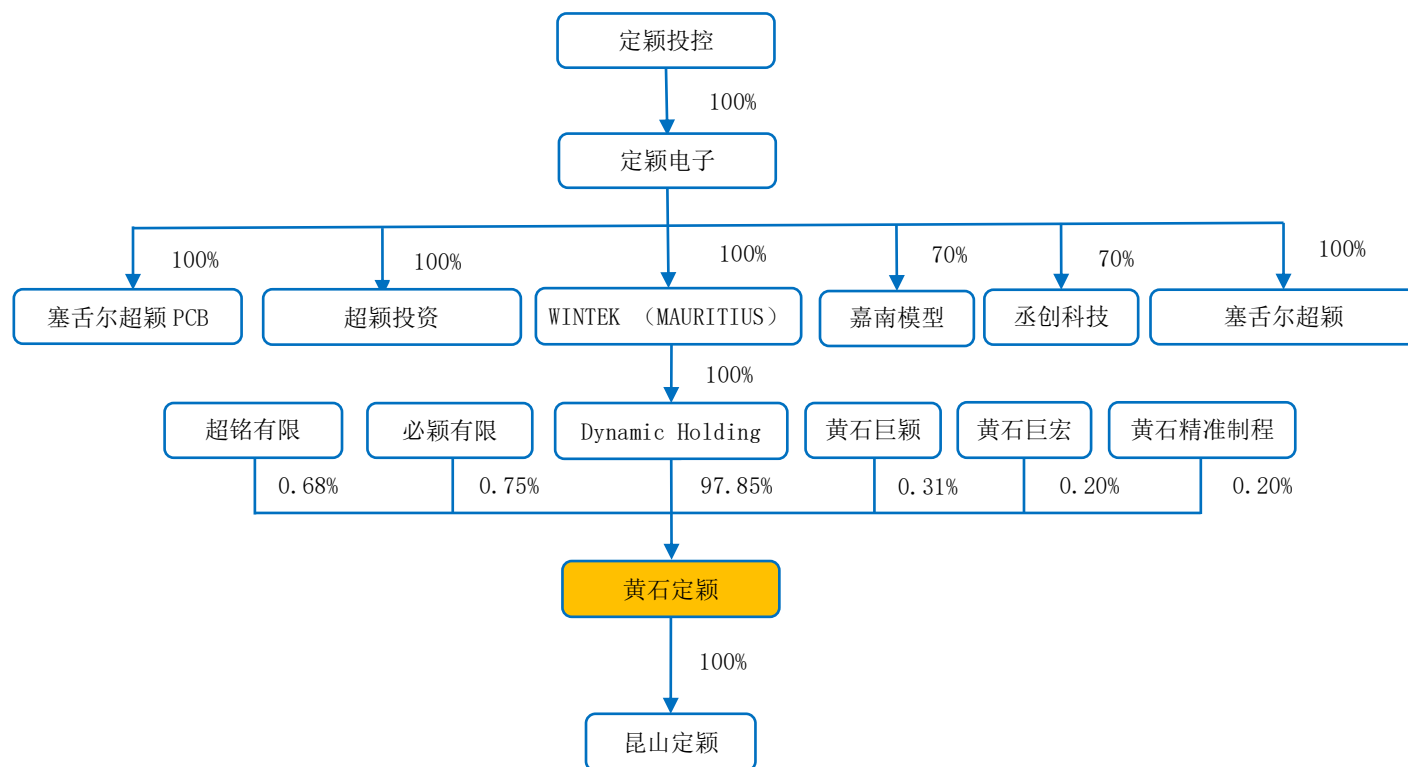 定颖投控
100%
定颖电子
100%
100%
100%
70%
70%
100%
塞舌尔超颖 PCB
超颖投资
WINTEK （MAURITIUS）
嘉南模型
丞创科技
塞舌尔超颖
100%
超铭有限
必颖有限
Dynamic Holding
黄石巨颖
黄石巨宏
黄石精准制程
0.68%
0.75%
97.85%
0.31%
0.20%
0.20%
黄石定颖
100%
昆山定颖